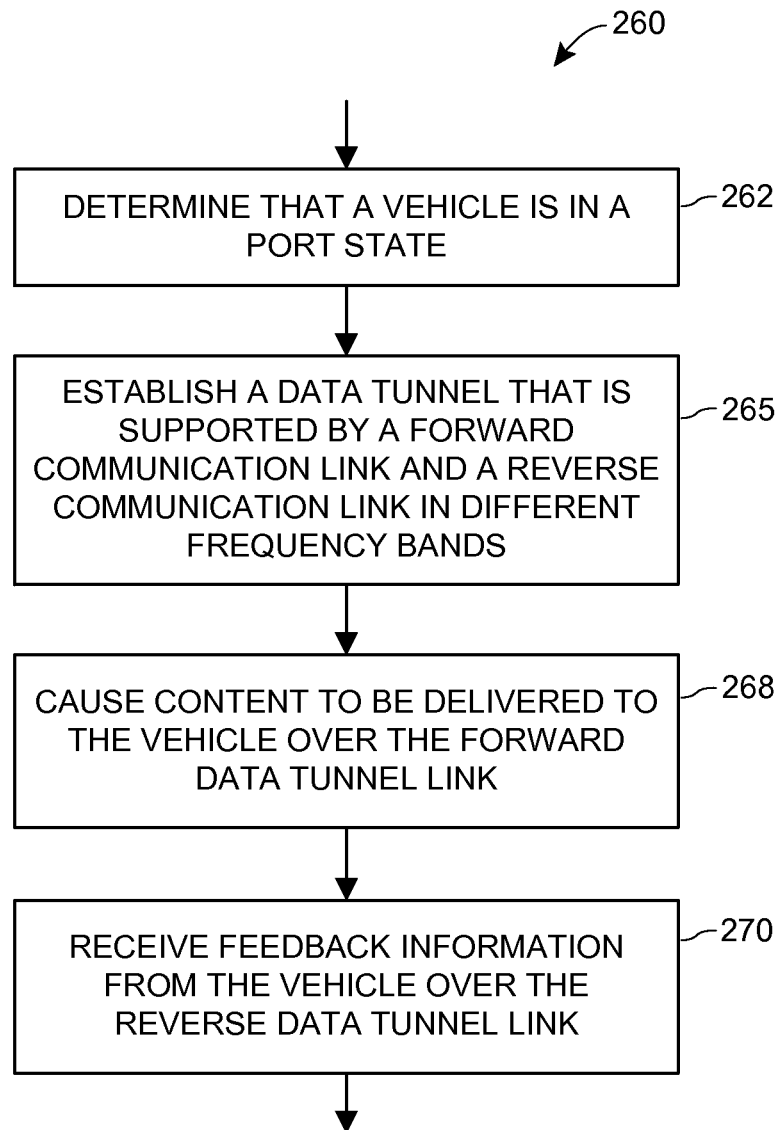 260
DETERMINE THAT A VEHICLE IS IN A
PORT STATE
262
ESTABLISH A DATA TUNNEL THAT IS
SUPPORTED BY A FORWARD
COMMUNICATION LINK AND A REVERSE
COMMUNICATION LINK IN DIFFERENT
FREQUENCY BANDS
265
CAUSE CONTENT TO BE DELIVERED TO
THE VEHICLE OVER THE FORWARD
DATA TUNNEL LINK
268
RECEIVE FEEDBACK INFORMATION
FROM THE VEHICLE OVER THE
REVERSE DATA TUNNEL LINK
270